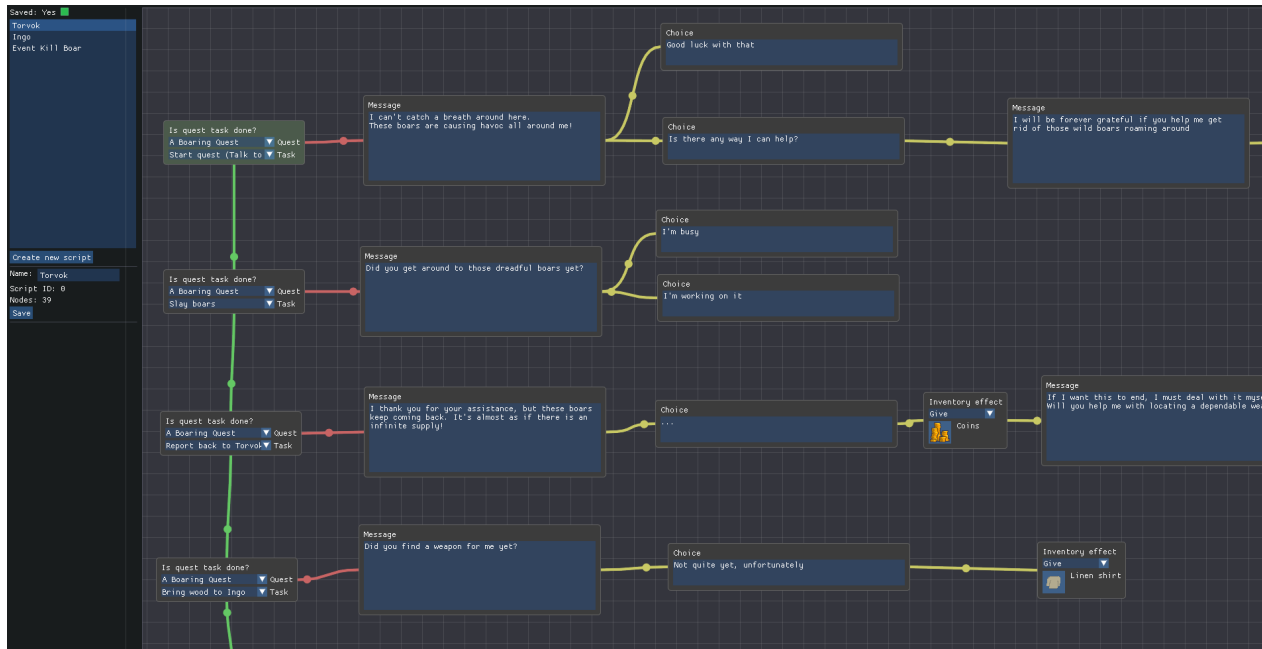 Saved: Yes
Torvok
Ingo
Event Kill Boar
Create new script
Name: Torvok
Script ID: 0
Nodes: 39
Save
Is quest task done?
A Boaring Quest Quest
Start quest (Talk to Task
Message
I can't catch a breath around here.
These boars are causing havoc all around me!
Choice
Good luck with that
Choice
Is there any way I can help?
Message
I will be forever grateful if you help me get
rid of those wild boars roaming around
Is quest task done?
A Boaring Quest Quest
Slay boars Task
Message
Did you get around to those dreadful boars yet?
Choice
I'm busy
Choice
I'm working on it
Is quest task done?
A Boaring Quest Quest
Report back to Torvok Task
Message
I thank you for your assistance, but these boars
keep coming back. It's almost as if there is an
infinite supply!
Choice
...
Inventory effect
Give
Coins
Message
If I want this to end, I must deal with it
Will you help me with locating a dependable
Is quest task done?
A Boaring Quest Quest
Bring wood to Ingo Task
Message
Did you find a weapon for me yet?
Choice
Not quite yet, unfortunately
Inventory effect
Give
Linen shirt